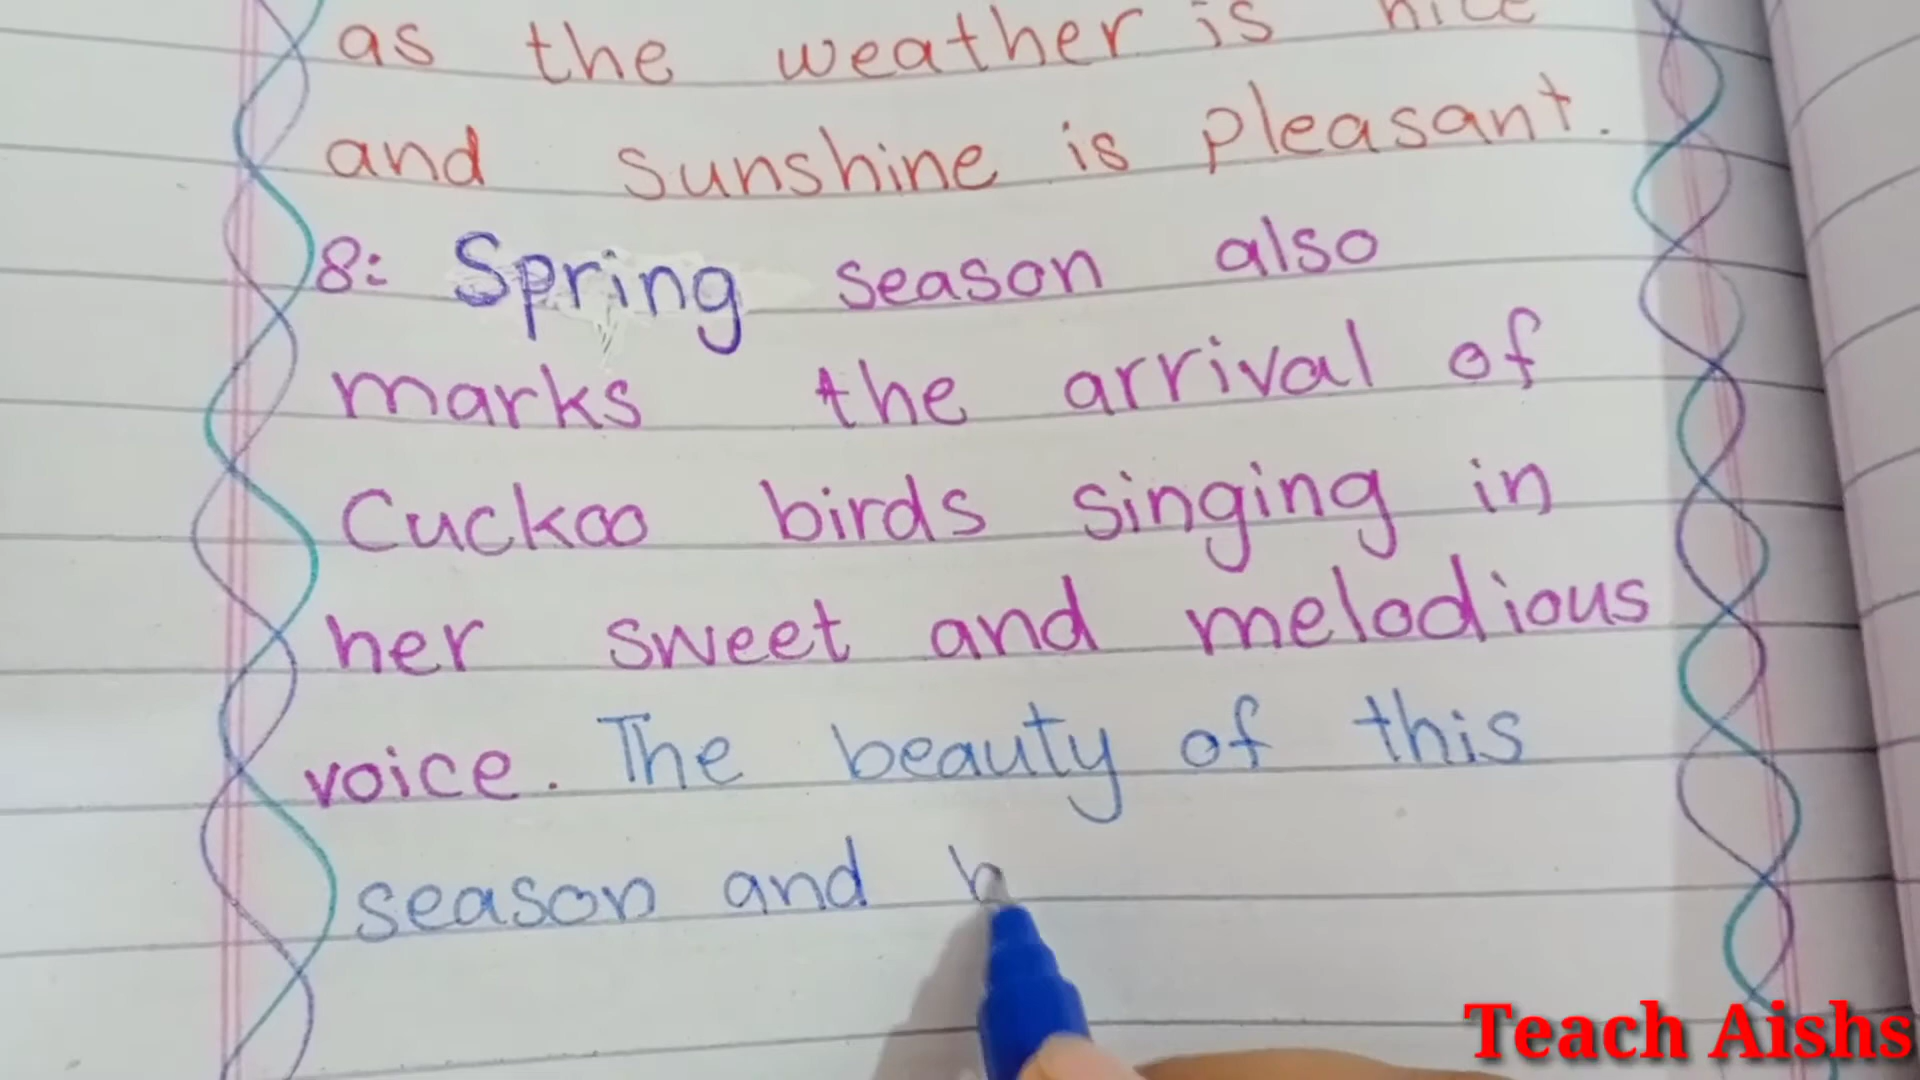 as the weather is nice
and sunshine is pleasant.
8: Spring season also
marks the arrival of
Cuckoo birds singing in
her sweet and melodious
voice. The beauty of this
season and
Teach Aishs